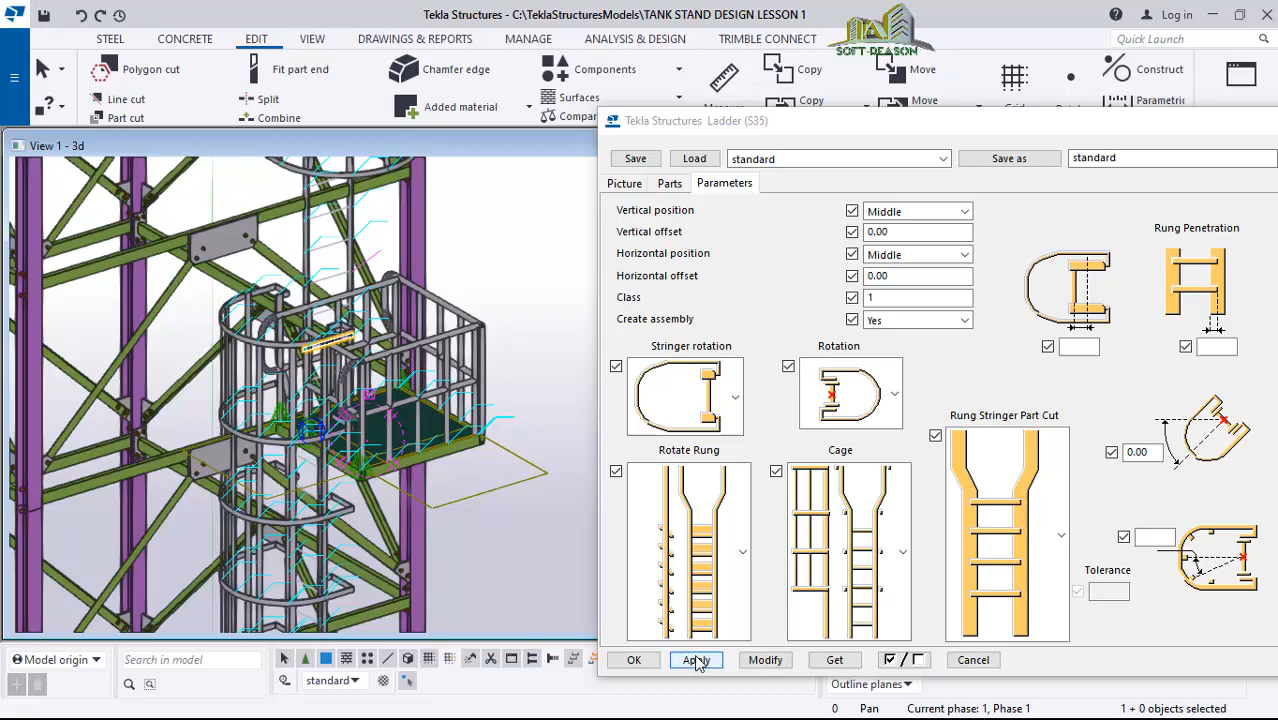 Tekla Structures - C:\TeklaStructuresModels\TANK STAND DESIGN LESSON 1
Log in
SOFT-REASON
STEEL CONCRETE EDIT VIEW DRAWINGS & REPORTS MANAGE ANALYSIS & DESIGN TRIMBLE CONNECT
Quick Launch
Polygon cut
Fit part end
Chamfer edge
Components
Copy
Move
Construct
Line cut
Split
Added material
Surfaces
Copy
Move
Parametric
Part cut
Combine
View 1 - 3d
Tekla Structures Ladder (S35)
Save
Load
standard
Save as
standard
Picture
Parts
Parameters
Vertical position
Middle
Vertical offset
0.00
Horizontal position
Middle
Horizontal offset
0.00
Class
1
Create assembly
Yes
Rung Penetration
Stringer rotation
Rotation
Rung Stringer Part Cut
0.00
Rotate Rung
Cage
Tolerance
OK
Apply
Modify
Get
/
Cancel
Model origin
Search in model
standard
Outline planes
0
Pan
Current phase: 1, Phase 1
1 + 0 objects selected